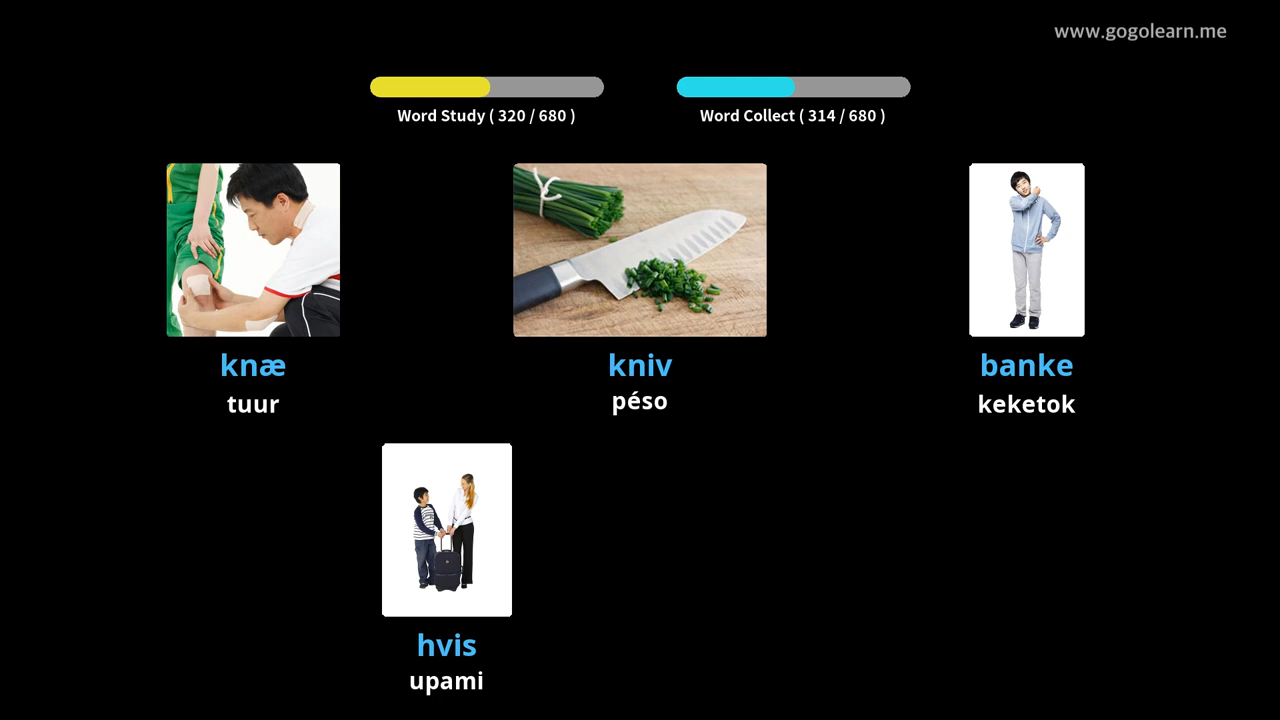 www.gogolearn.me
Word Study ( 320 / 680 )
Word Collect ( 314 / 680 )
knæ
tuur
kniv
péso
banke
keketok
hvis
upami